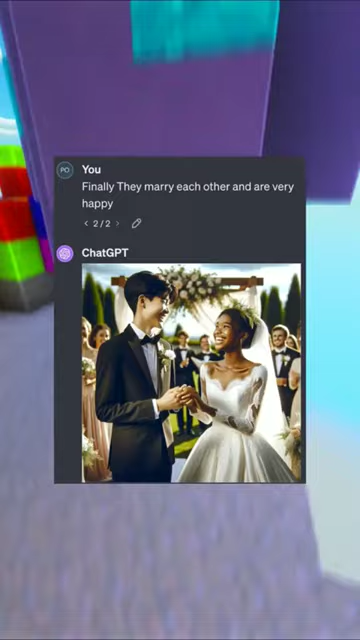 PO
You
Finally They marry each other and are very
happy
< 2/2 >
ChatGPT